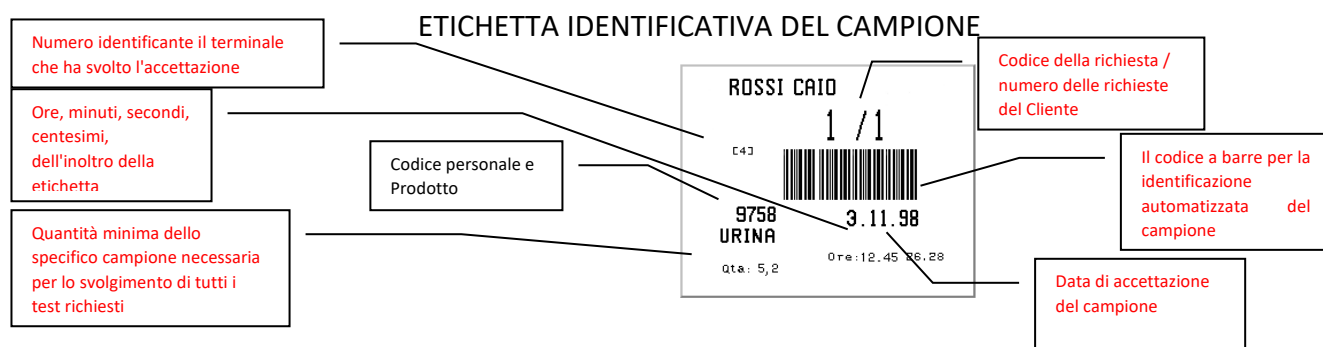 ETICHETTA IDENTIFICATIVA DEL CAMPIONE
Numero identificante il terminale
che ha svolto l'accettazione
Ore, minuti, secondi,
centesimi,
dell'inoltro della
etichetta
Quantità minima dello
specifico campione necessaria
per lo svolgimento di tutti i
test richiesti
Codice personale e
Prodotto
ROSSI CAIO
1 /1
[4]
9758
URINA
3.11.98
Qta: 5,2
Ore:12.45 26.28
Codice della richiesta /
numero delle richieste
del Cliente
Il codice a barre per la
identificazione
automatizzata del
campione
Data di accettazione
del campione